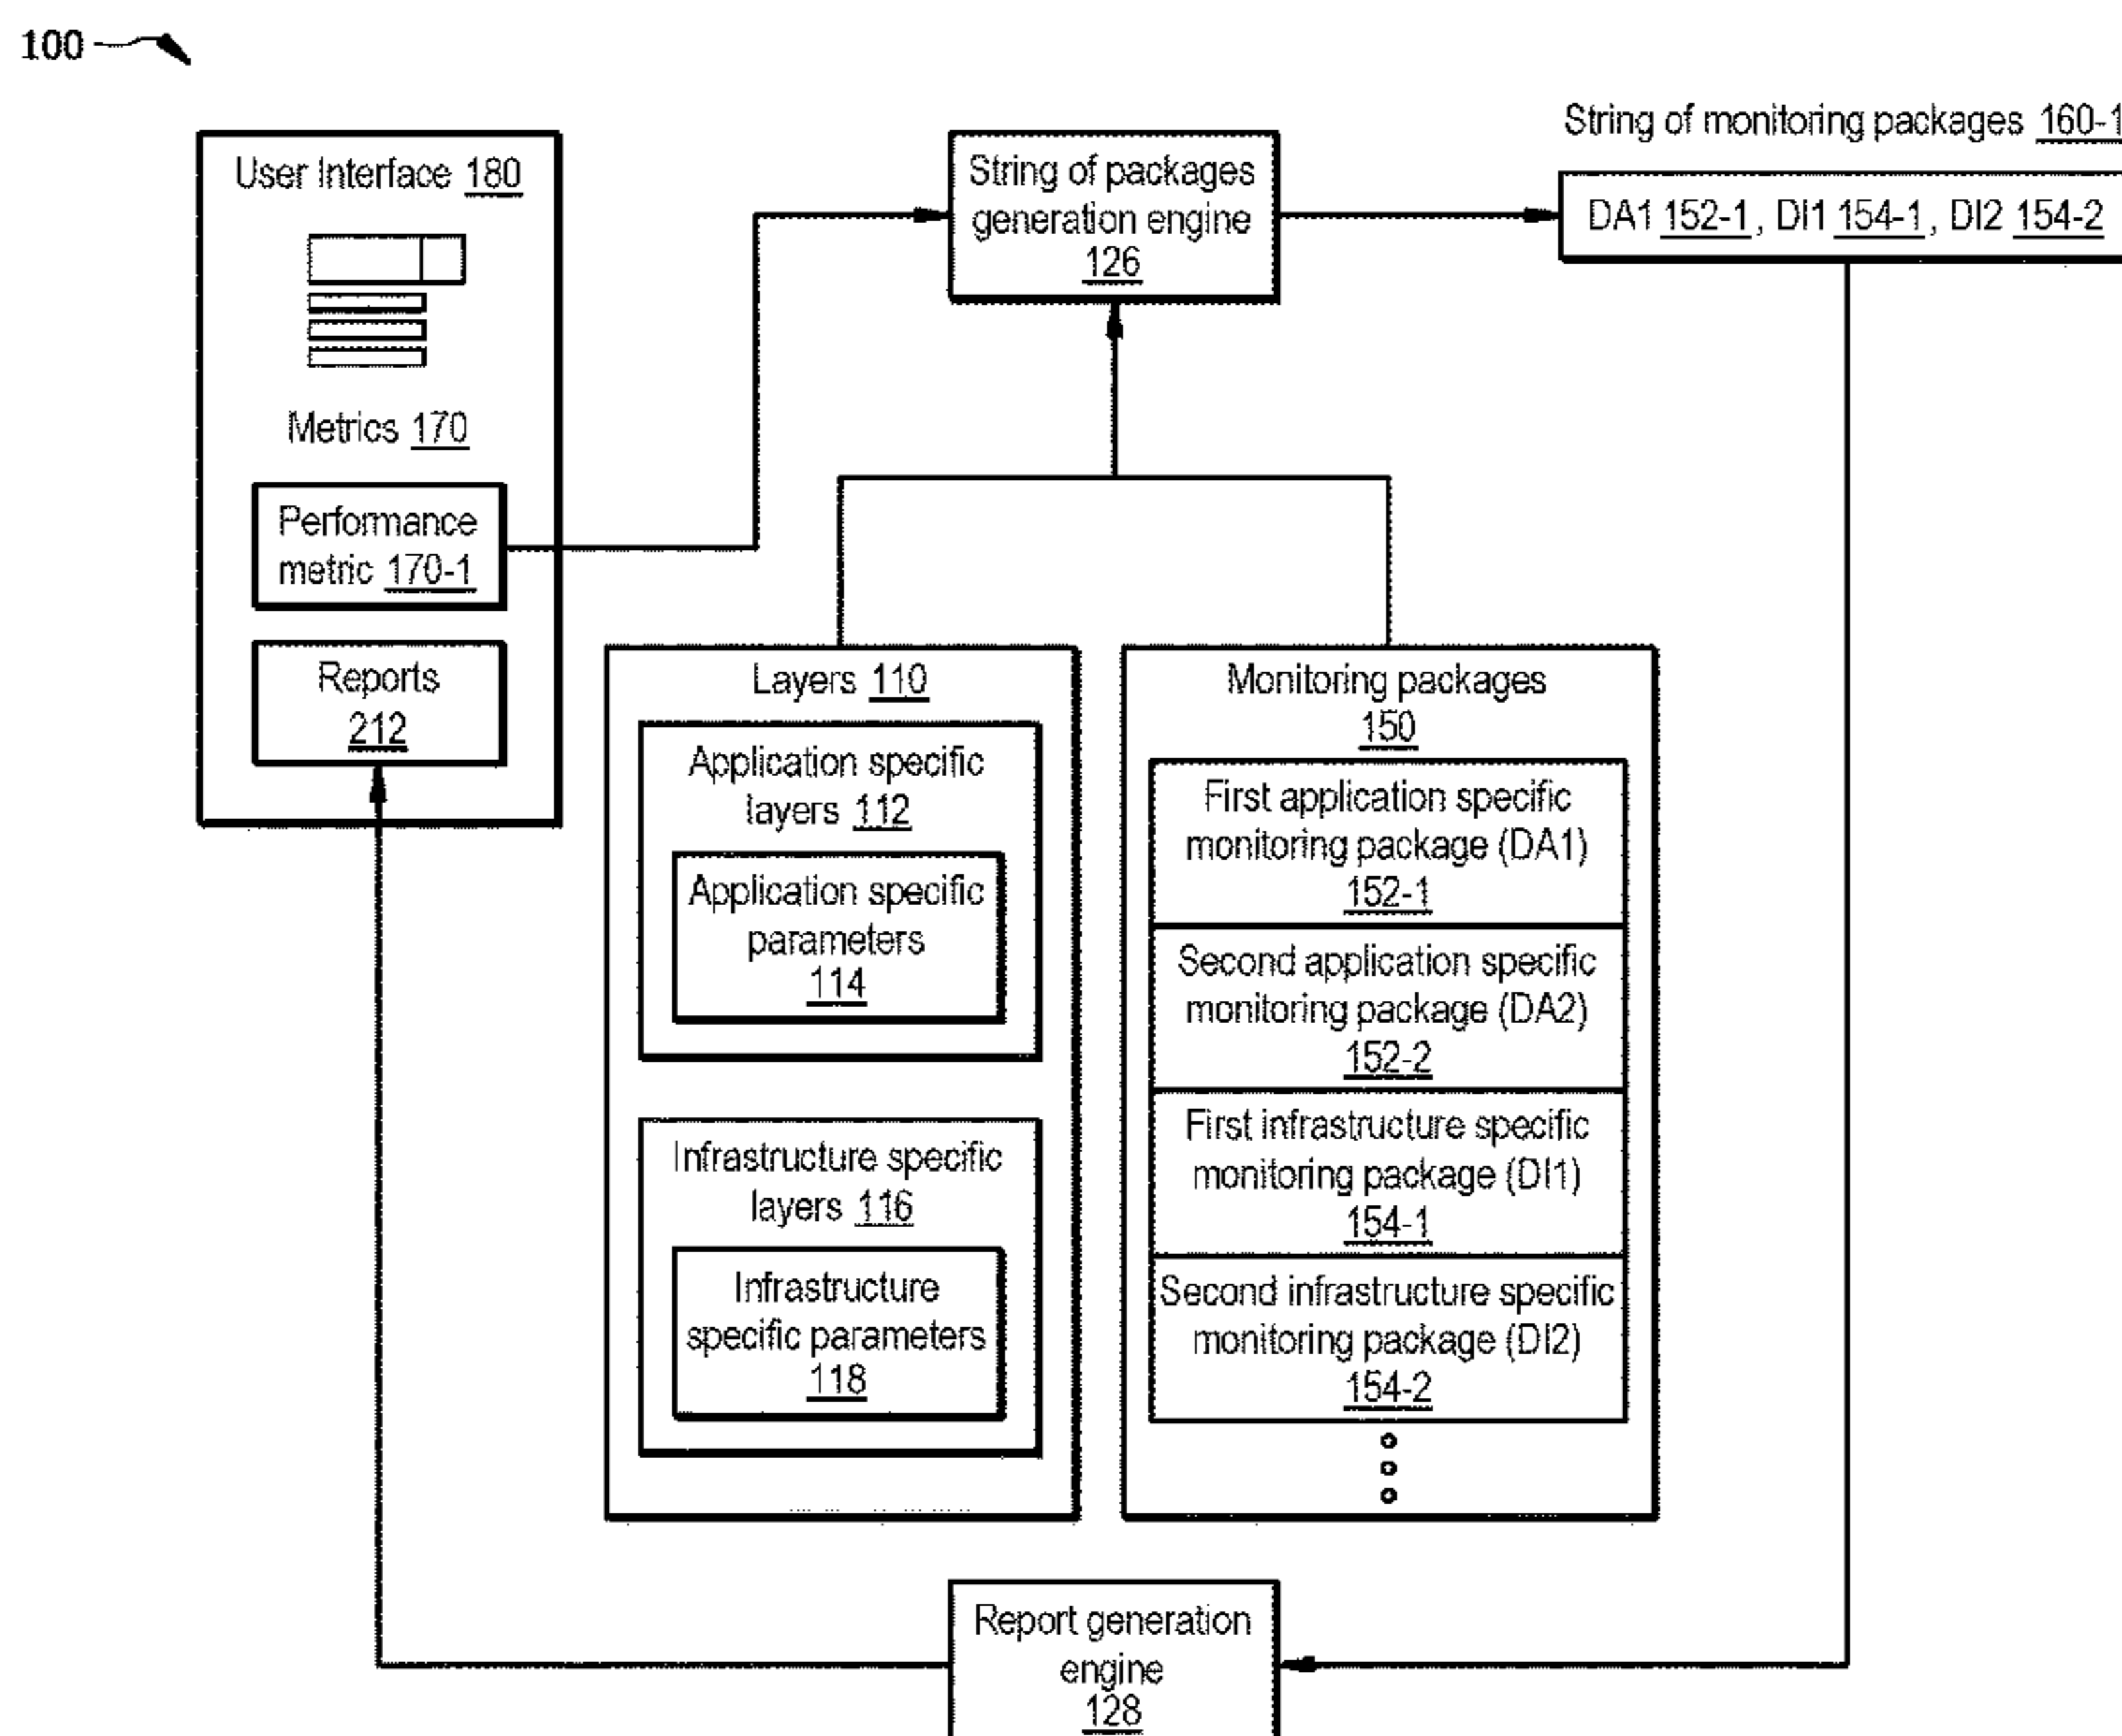 100
User Interface 180
Metrics 170
Performance
metric 170-1
Reports
212
String of packages
generation engine
126
String of monitoring packages 160-1
DA1 152-1, DI1 154-1, DI2 154-2
Layers 110
Application specific
layers 112
Application specific
parameters
114
Infrastructure specific
layers 116
Infrastructure
specific parameters
118
Monitoring packages
150
First application specific
monitoring package (DA1)
152-1
Second application specific
monitoring package (DA2)
152-2
First infrastructure specific
monitoring package (DI1)
154-1
Second infrastructure specific
monitoring package (DI2)
154-2
Report generation
engine
128